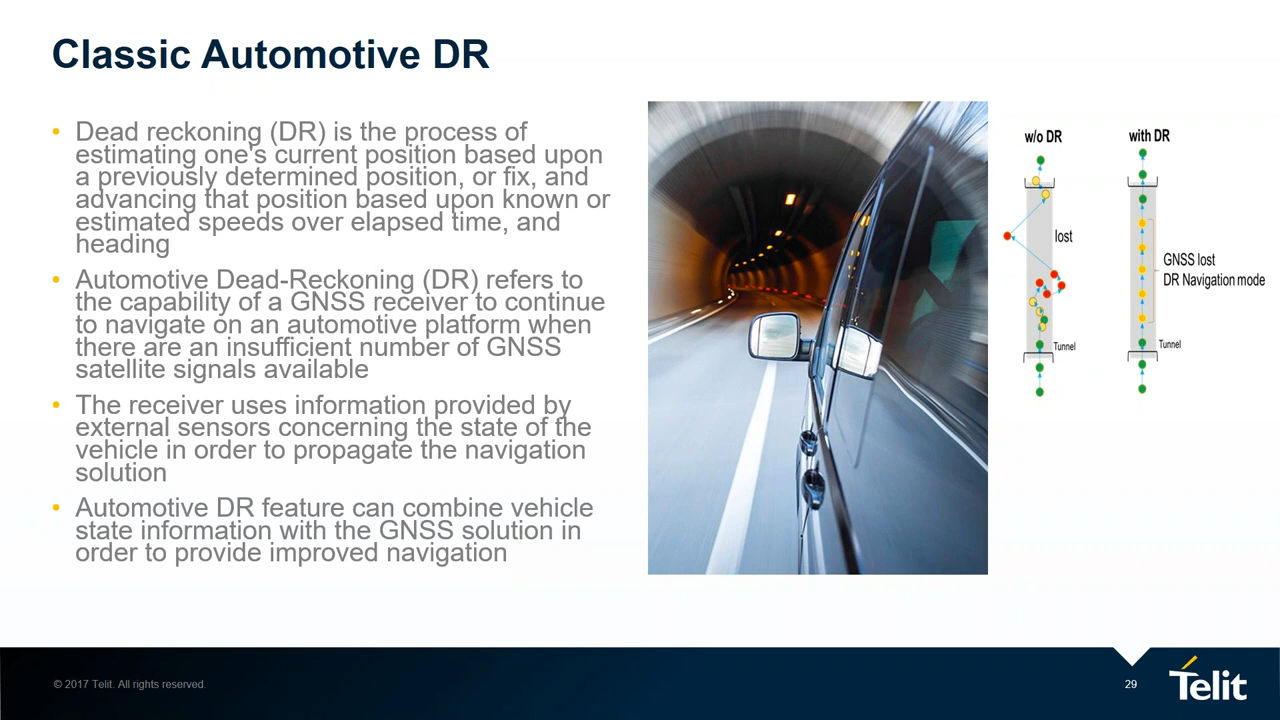 Classic Automotive DR
• Dead reckoning (DR) is the process of
estimating one's current position based upon
a previously determined position, or fix, and
advancing that position based upon known or
estimated speeds over elapsed time, and
heading
• Automotive Dead-Reckoning (DR) refers to
the capability of a GNSS receiver to continue
to navigate on an automotive platform when
there are an insufficient number of GNSS
satellite signals available
• The receiver uses information provided by
external sensors concerning the state of the
vehicle in order to propagate the navigation
solution
• Automotive DR feature can combine vehicle
state information with the GNSS solution in
order to provide improved navigation
w/o DR
lost
Tunnel
with DR
GNSS lost
DR Navigation mode
Tunnel
© 2017 Telit. All rights reserved.
29
Telit